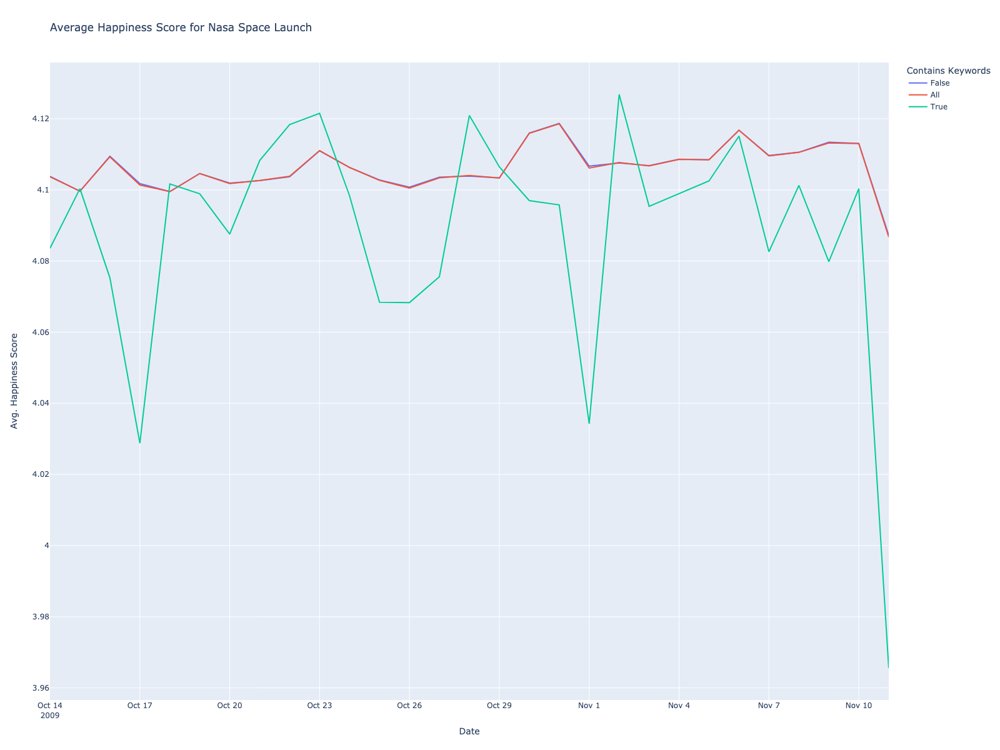 Average Happiness Score for Nasa Space Launch
Contains Keywords
False
All
True
Avg. Happiness Score
4.12
4.1
4.08
4.06
4.04
4.02
4
3.98
3.96
Oct 14 Oct 17 Oct 20 Oct 23 Oct 26 Oct 29 Nov 1 Nov 4 Nov 7 Nov 10
2009
Date